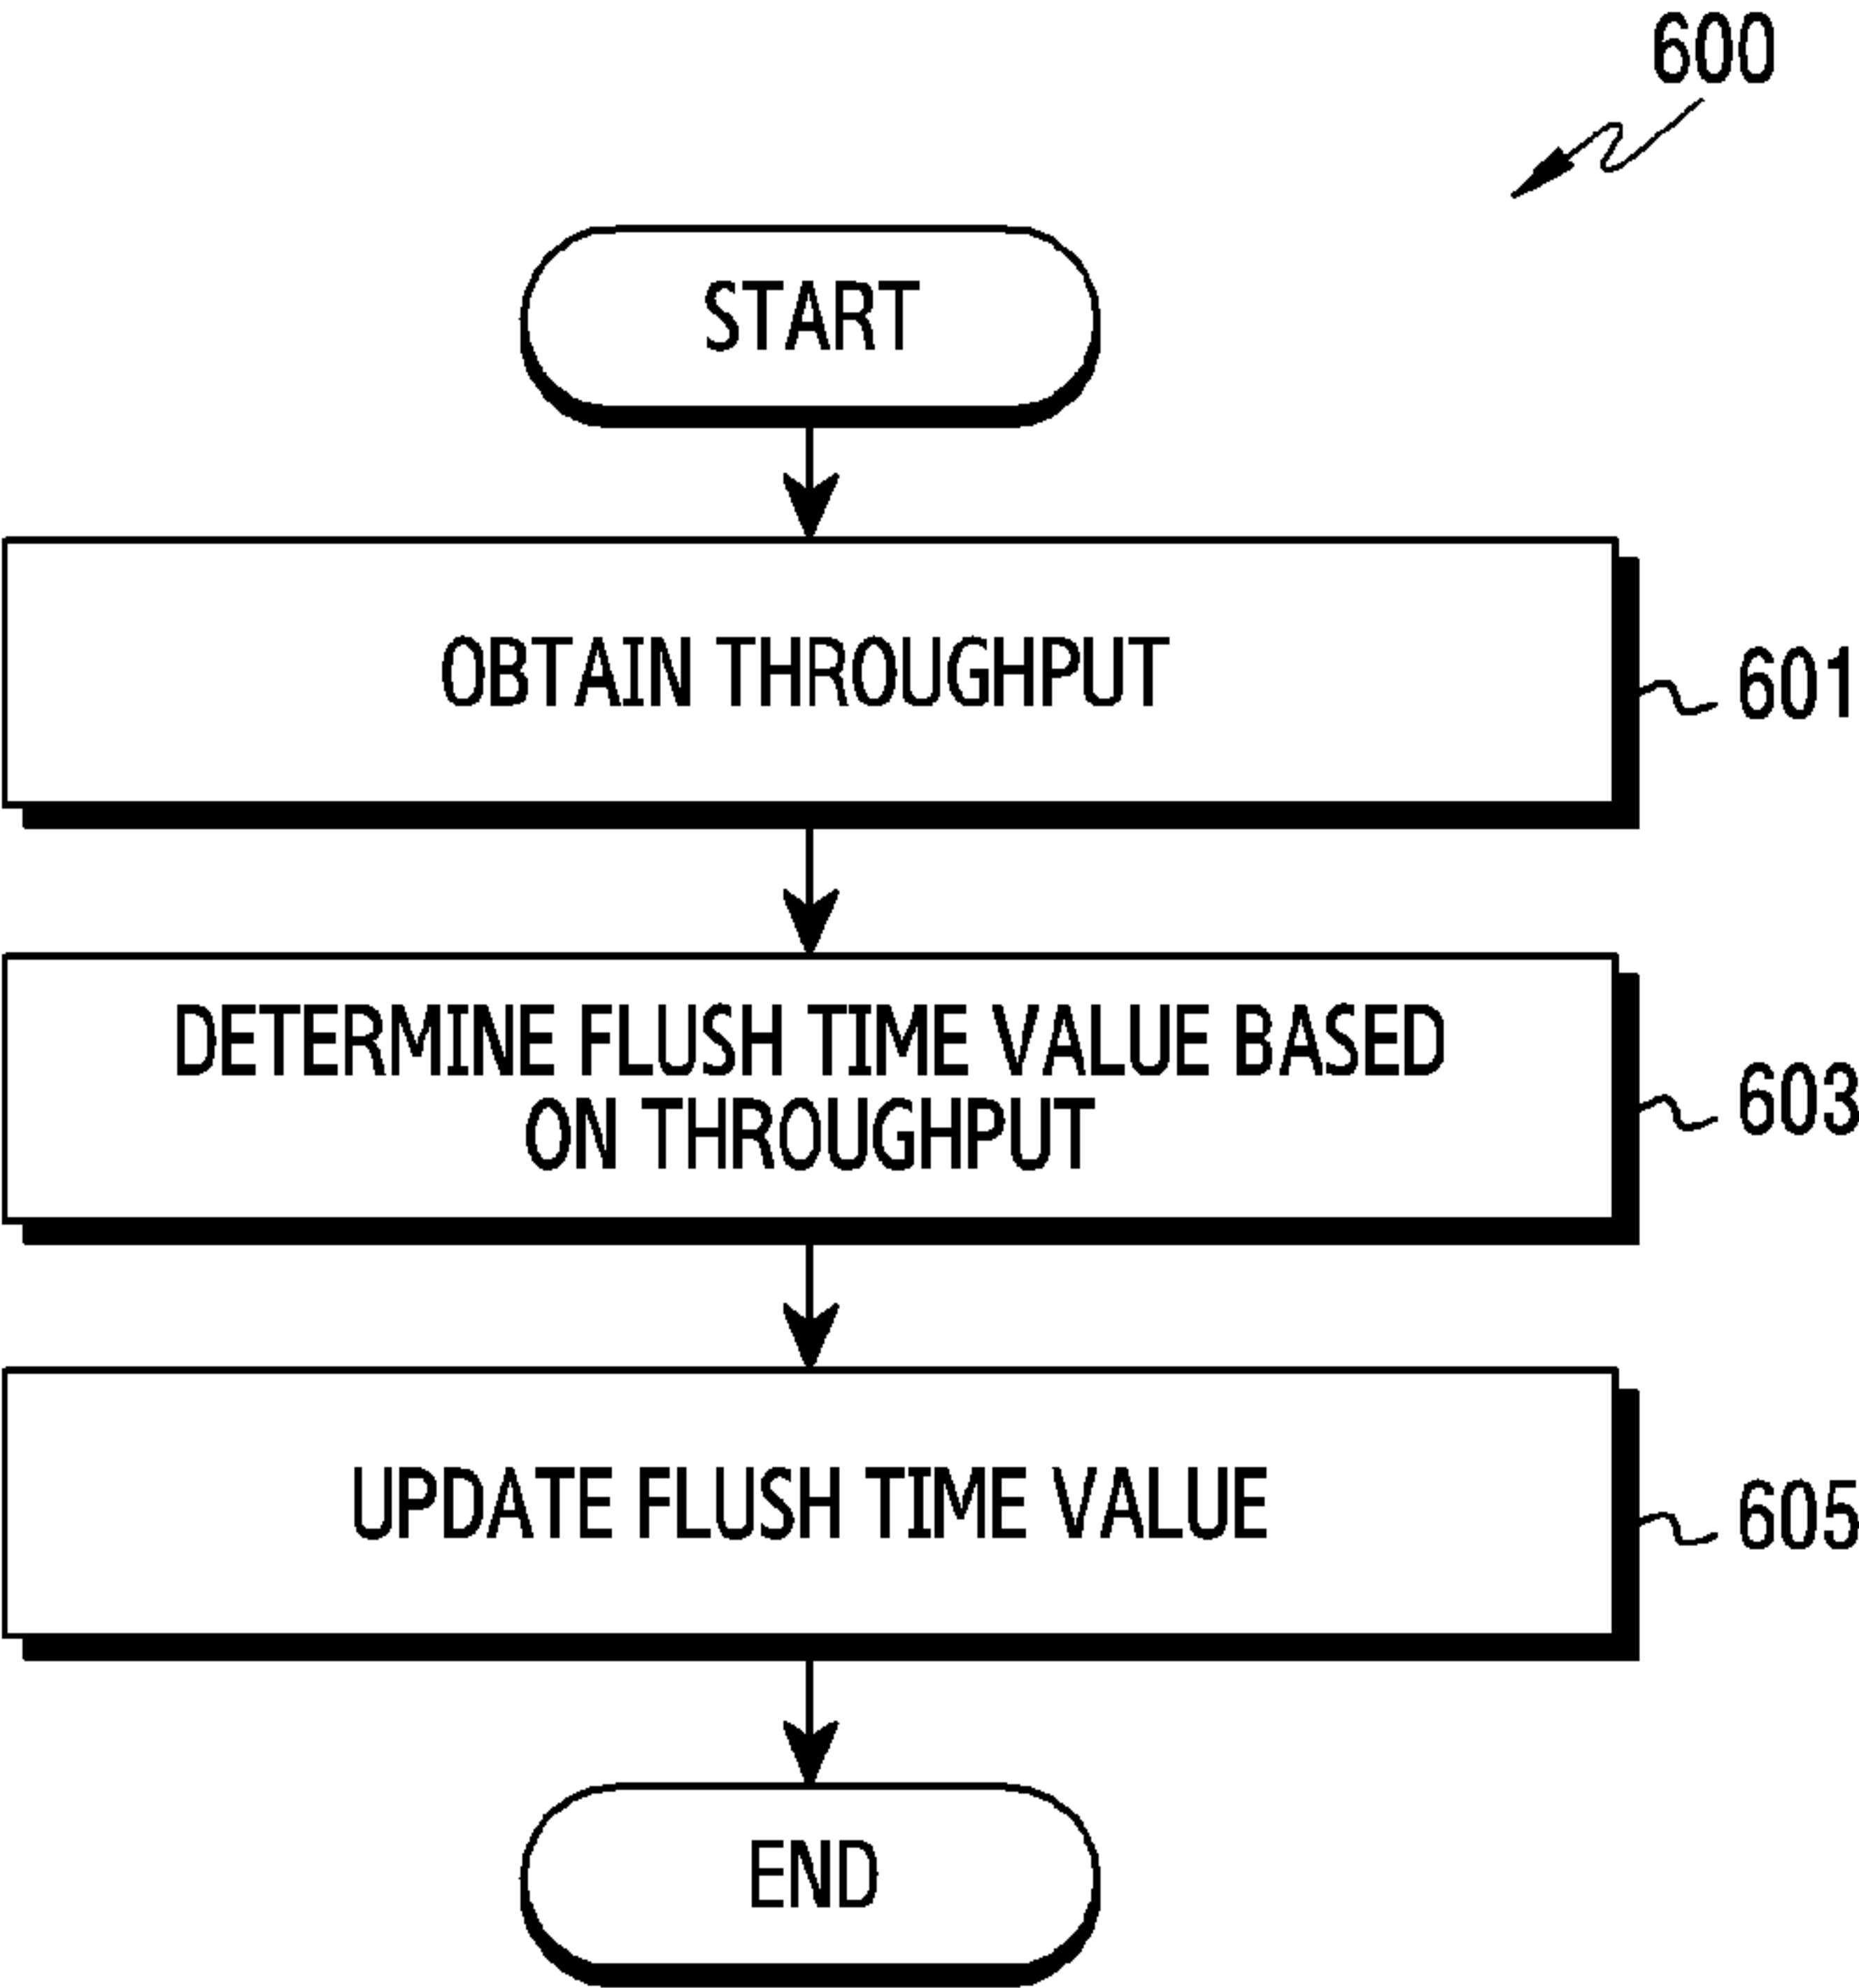 600
START
OBTAIN THROUGHPUT
601
DETERMINE FLUSH TIME VALUE BASED
ON THROUGHPUT
603
UPDATE FLUSH TIME VALUE
605
END